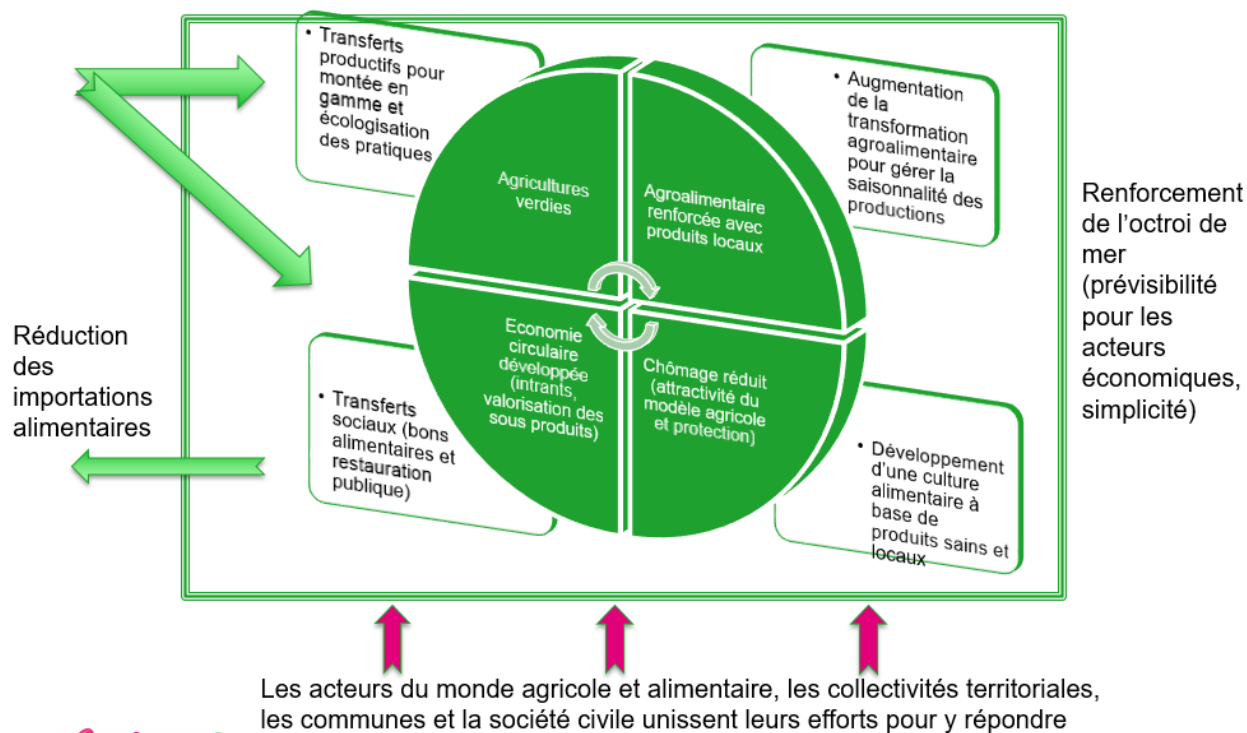 • Transferts
productifs pour
montée en
gamme et
écologisation
des pratiques
• Augmentation
de la
transformation
agroalimentaire
pour gérer la
saisonnalité des
productions
Agricultures
verdies
Agroalimentaire
renforcée avec
produits locaux
Renforcement
de l'octroi de
mer
(prévisibilité
pour les
acteurs
économiques,
simplicité)
Réduction
des
importations
alimentaires
Economie
circulaire
développée
(intrants,
valorisation des
sous produits)
Chômage réduit
(attractivité du
modèle agricole
et protection)
• Transferts
sociaux (bons
alimentaires et
restauration
publique)
• Développement
d'une culture
alimentaire à
base de
produits sains et
locaux
Les acteurs du monde agricole et alimentaire, les collectivités territoriales,
les communes et la société civile unissent leurs efforts pour y répondre